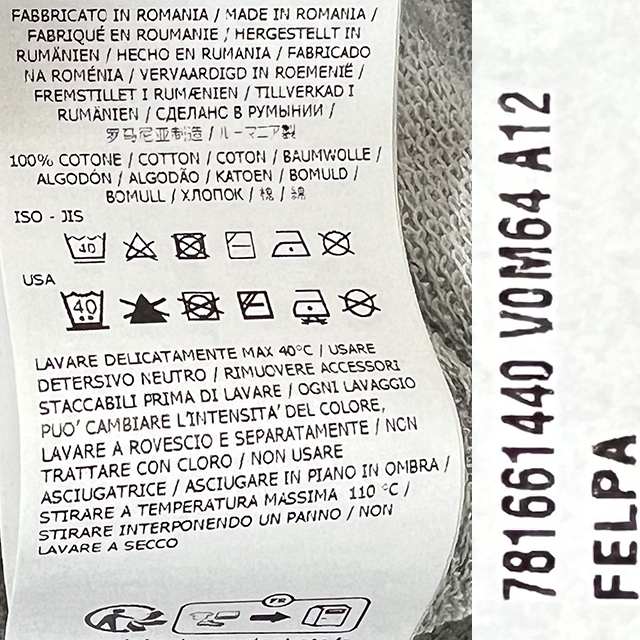 FABBRICATO IN ROMANIA / MADE IN ROMANIA /
FABRIQUÉ EN ROUMANIE / HERGESTELLT IN
RUMÄNIEN / HECHO EN RUMANIA / FABRICADO
NA ROMÉNIA / VERVAARDIGD IN ROEMENIË /
FREMSTILLET I RUMÆNIEN / TILLVERKAD I
RUMÄNIEN / СДЕЛАНС В РУМЫНИИ /
罗马尼亚制造 / ルーマニア製
100% COTONE / COTTON / COTON / BAUMWOLLE /
ALGODÓN / ALGODÃO / KATOEN / BOMULD /
BOMULL / ХЛОПОК / 棉 / 綿
ISO - JIS
40
USA
40
LAVARE DELICATAMENTE MAX 40°C / USARE
DETERSIVO NEUTRO / RIMUOVERE ACCESSORI
STACCABILI PRIMA DI LAVARE / OGNI LAVAGGIO
PUO' CAMBIARE L'INTENSITA' DEL COLORE,
LAVARE A ROVESCIO E SEPARATAMENTE / NCN
TRATTARE CON CLORO / NON USARE
ASCIUGATRICE / ASCIUGARE IN PIANO IN OMBRA /
STIRARE A TEMPERATURA MASSIMA 110 °C /
STIRARE INTERPONENDO UN PANNO / NON
LAVARE A SECCO
FR
781661440 V0M64 A12
FELPA